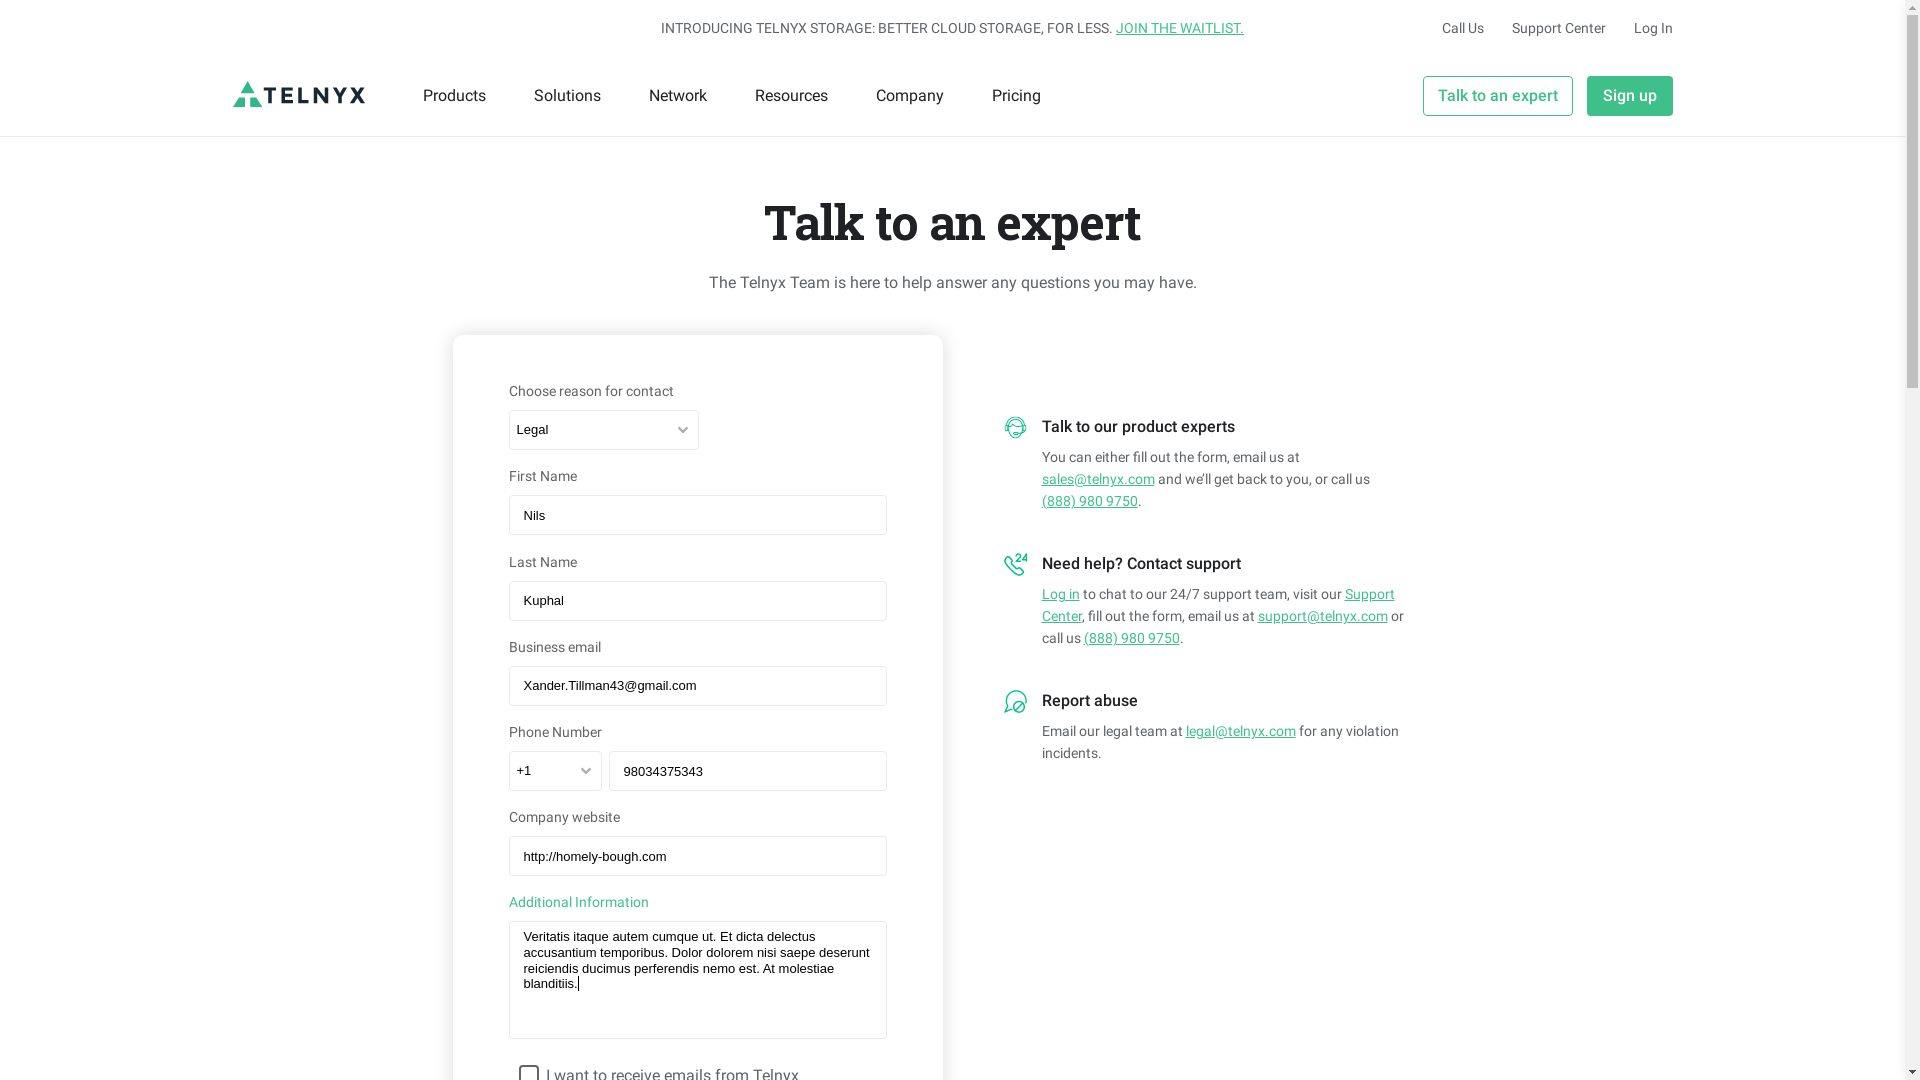 INTRODUCING TELNYX STORAGE: BETTER CLOUD STORAGE, FOR LESS. JOIN THE WAITLIST.
Call Us
Support Center
Log In
TELNYX
Products
Solutions
Network
Resources
Company
Pricing
Talk to an expert
Sign up
Talk to an expert
The Telnyx Team is here to help answer any questions you may have.
Choose reason for contact
Legal
First Name
Nils
Last Name
Kuphal
Business email
Xander.Tillman43@gmail.com
Phone Number
+1
98034375343
Company website
http://homely-bough.com
Additional Information
Veritatis itaque autem cumque ut. Et dicta delectus
accusantium temporibus. Dolor dolorem nisi saepe deserunt
reiciendis ducimus perferendis nemo est. At molestiae
blanditiis.
I want to receive emails from Telnyx
Talk to our product experts
You can either fill out the form, email us at
sales@telnyx.com and we’ll get back to you, or call us
(888) 980 9750.
24
Need help? Contact support
Log in to chat to our 24/7 support team, visit our Support
Center, fill out the form, email us at support@telnyx.com or
call us (888) 980 9750.
Report abuse
Email our legal team at legal@telnyx.com for any violation
incidents.